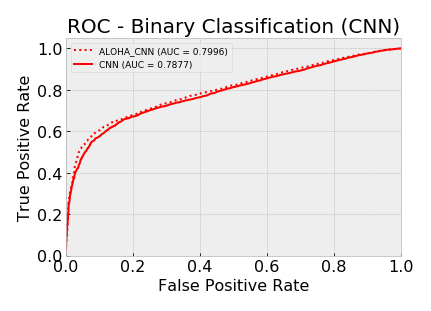 ROC - Binary Classification (CNN)
ALOHA_CNN (AUC = 0.7996)
CNN (AUC = 0.7877)
True Positive Rate
1.0
0.8
0.6
0.4
0.2
0.0
0.0 0.2 0.4 0.6 0.8 1.0
False Positive Rate